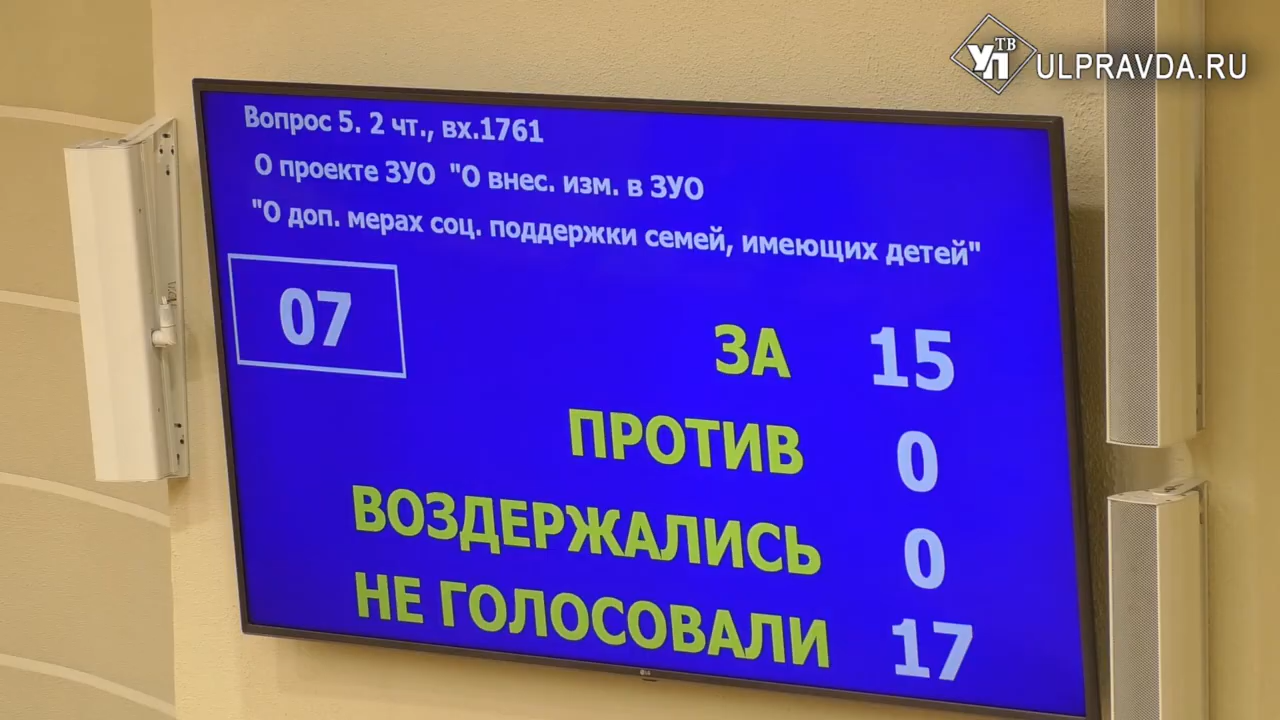 УП ТВ ULPRAVDA.RU
Вопрос 5. 2 чт., вх.1761
О проекте ЗУО "О внес. изм. в ЗУО
"О доп. мерах соц. поддержки семей, имеющих детей"
07
ЗА 15
ПРОТИВ 0
ВОЗДЕРЖАЛИСЬ 0
НЕ ГОЛОСОВАЛИ 17
LG